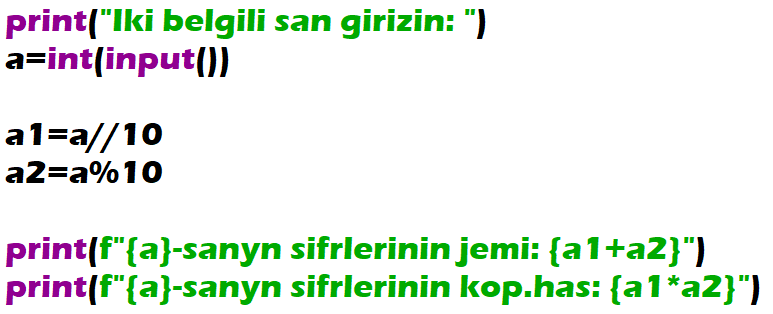 print("Iki belgili san girizin: ")
a=int(input())
a1=a//10
a2=a%10
print(f"{a}-sanyn sifrlerinin jemi: {a1+a2}")
print(f"{a}-sanyn sifrlerinin kop.has: {a1*a2}")